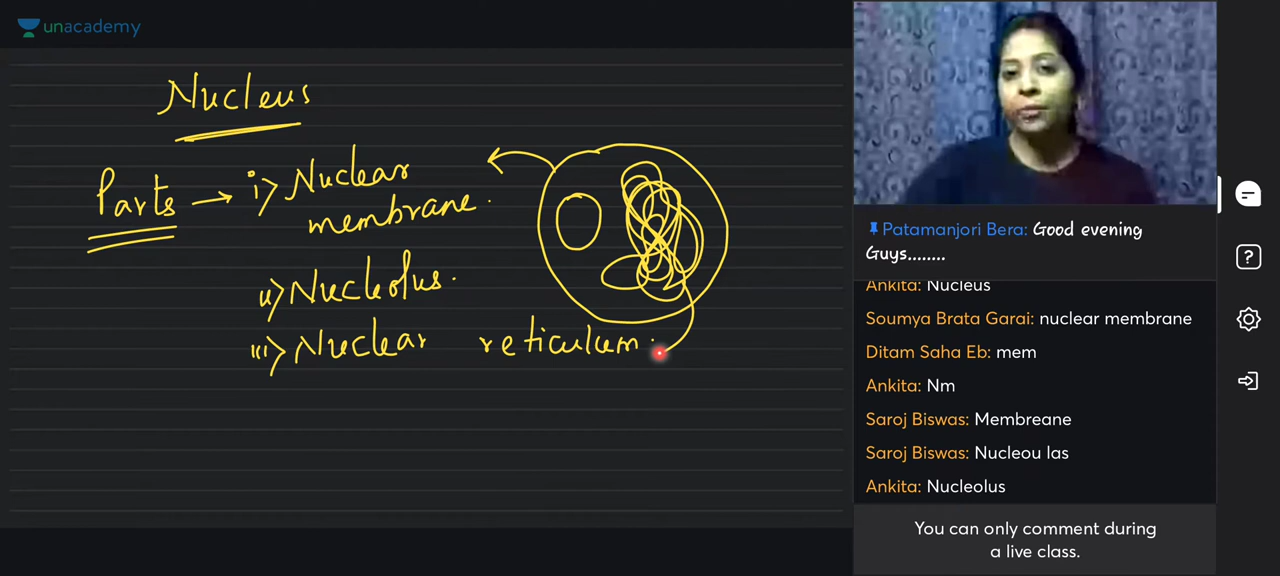 unacademy
Nucleus
Parts → i> Nuclear
membrane.
ii> Nucleolus.
iii> Nuclear reticulum.
Patamanjori Bera: Good evening
Guys........
Ankita: Nucleus
Soumya Brata Garai: nuclear membrane
Ditam Saha Eb: mem
Ankita: Nm
Saroj Biswas: Membreane
Saroj Biswas: Nucleou las
Ankita: Nucleolus
You can only comment during
a live class.